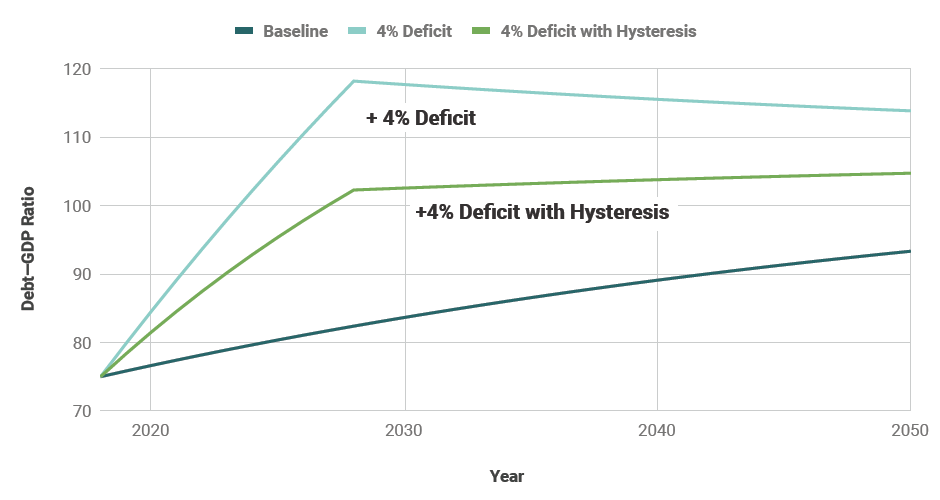 Baseline 4% Deficit 4% Deficit with Hysteresis
120
110
100
90
80
70
+ 4% Deficit
+4% Deficit with Hysteresis
Debt—GDP Ratio
2020 2030 2040 2050
Year